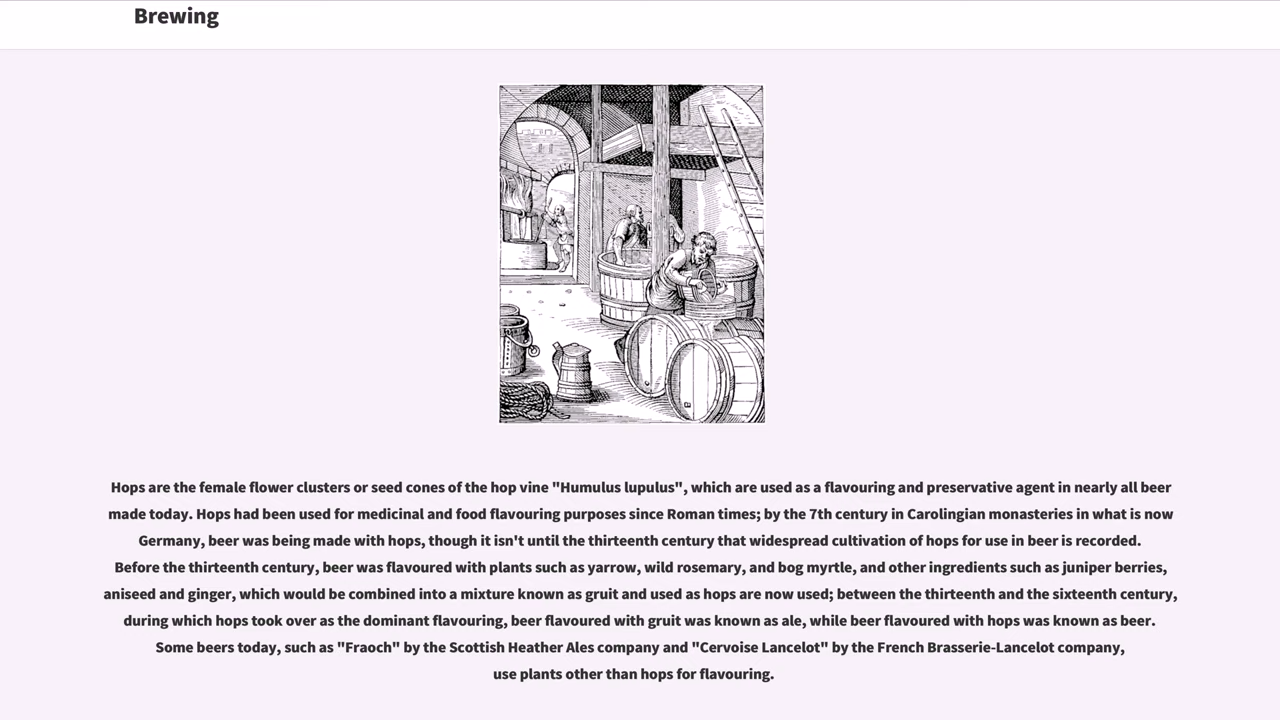 Brewing
Hops are the female flower clusters or seed cones of the hop vine "Humulus lupulus", which are used as a flavouring and preservative agent in nearly all beer
made today. Hops had been used for medicinal and food flavouring purposes since Roman times; by the 7th century in Carolingian monasteries in what is now
Germany, beer was being made with hops, though it isn't until the thirteenth century that widespread cultivation of hops for use in beer is recorded.
Before the thirteenth century, beer was flavoured with plants such as yarrow, wild rosemary, and bog myrtle, and other ingredients such as juniper berries,
aniseed and ginger, which would be combined into a mixture known as gruit and used as hops are now used; between the thirteenth and the sixteenth century,
during which hops took over as the dominant flavouring, beer flavoured with gruit was known as ale, while beer flavoured with hops was known as beer.
Some beers today, such as "Fraoch" by the Scottish Heather Ales company and "Cervoise Lancelot" by the French Brasserie-Lancelot company,
use plants other than hops for flavouring.